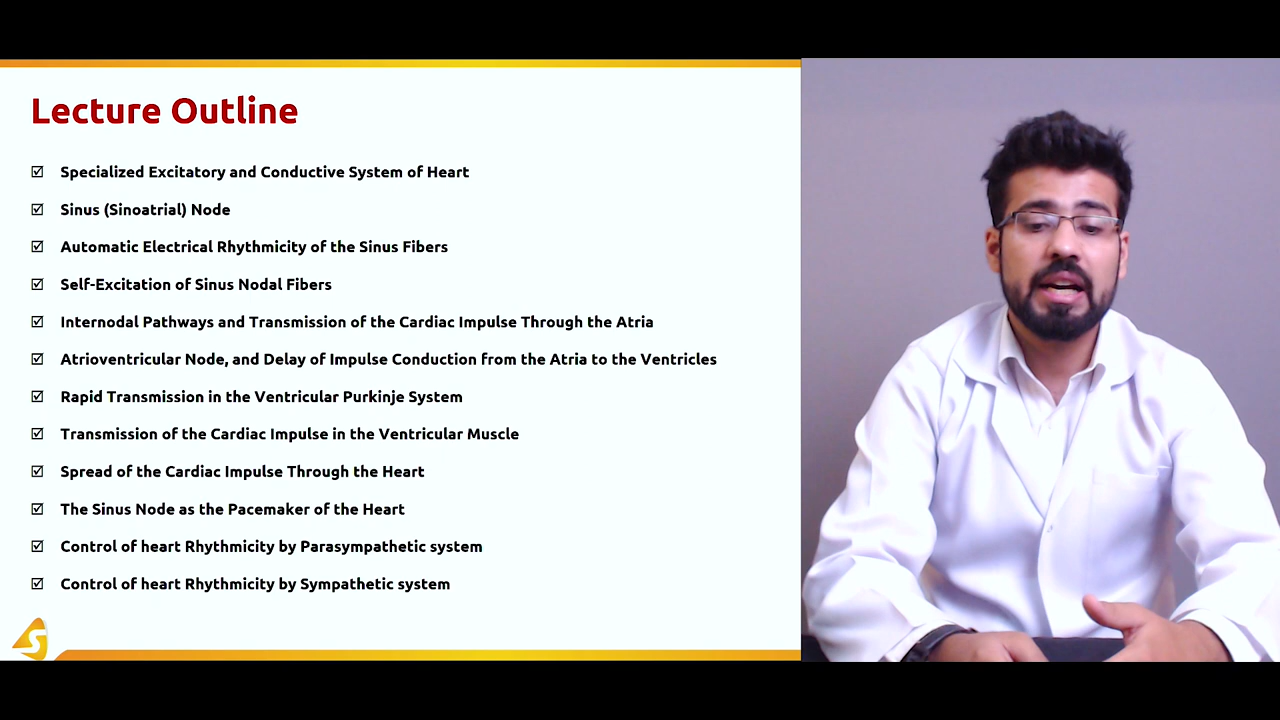 Lecture Outline
Specialized Excitatory and Conductive System of Heart
Sinus (Sinoatrial) Node
Automatic Electrical Rhythmicity of the Sinus Fibers
Self-Excitation of Sinus Nodal Fibers
Internodal Pathways and Transmission of the Cardiac Impulse Through the Atria
Atrioventricular Node, and Delay of Impulse Conduction from the Atria to the Ventricles
Rapid Transmission in the Ventricular Purkinje System
Transmission of the Cardiac Impulse in the Ventricular Muscle
Spread of the Cardiac Impulse Through the Heart
The Sinus Node as the Pacemaker of the Heart
Control of heart Rhythmicity by Parasympathetic system
Control of heart Rhythmicity by Sympathetic system
S